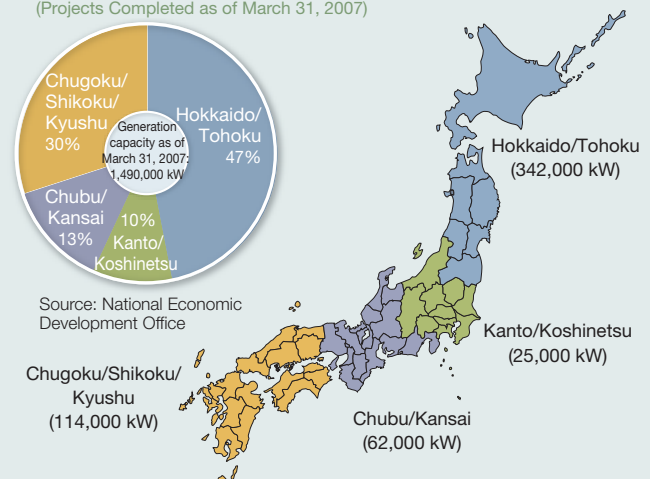 (Projects Completed as of March 31, 2007)
Chugoku/
Shikoku/
Kyushu
30%
Hokkaido/
Tohoku
47%
Generation
capacity as of
March 31, 2007:
1,490,000 kW
Chubu/
Kansai
13%
10%
Kanto/
Koshinetsu
Source: National Economic
Development Office
Hokkaido/Tohoku
(342,000 kW)
Kanto/Koshinetsu
(25,000 kW)
Chugoku/Shikoku/
Kyushu
(114,000 kW)
Chubu/Kansai
(62,000 kW)